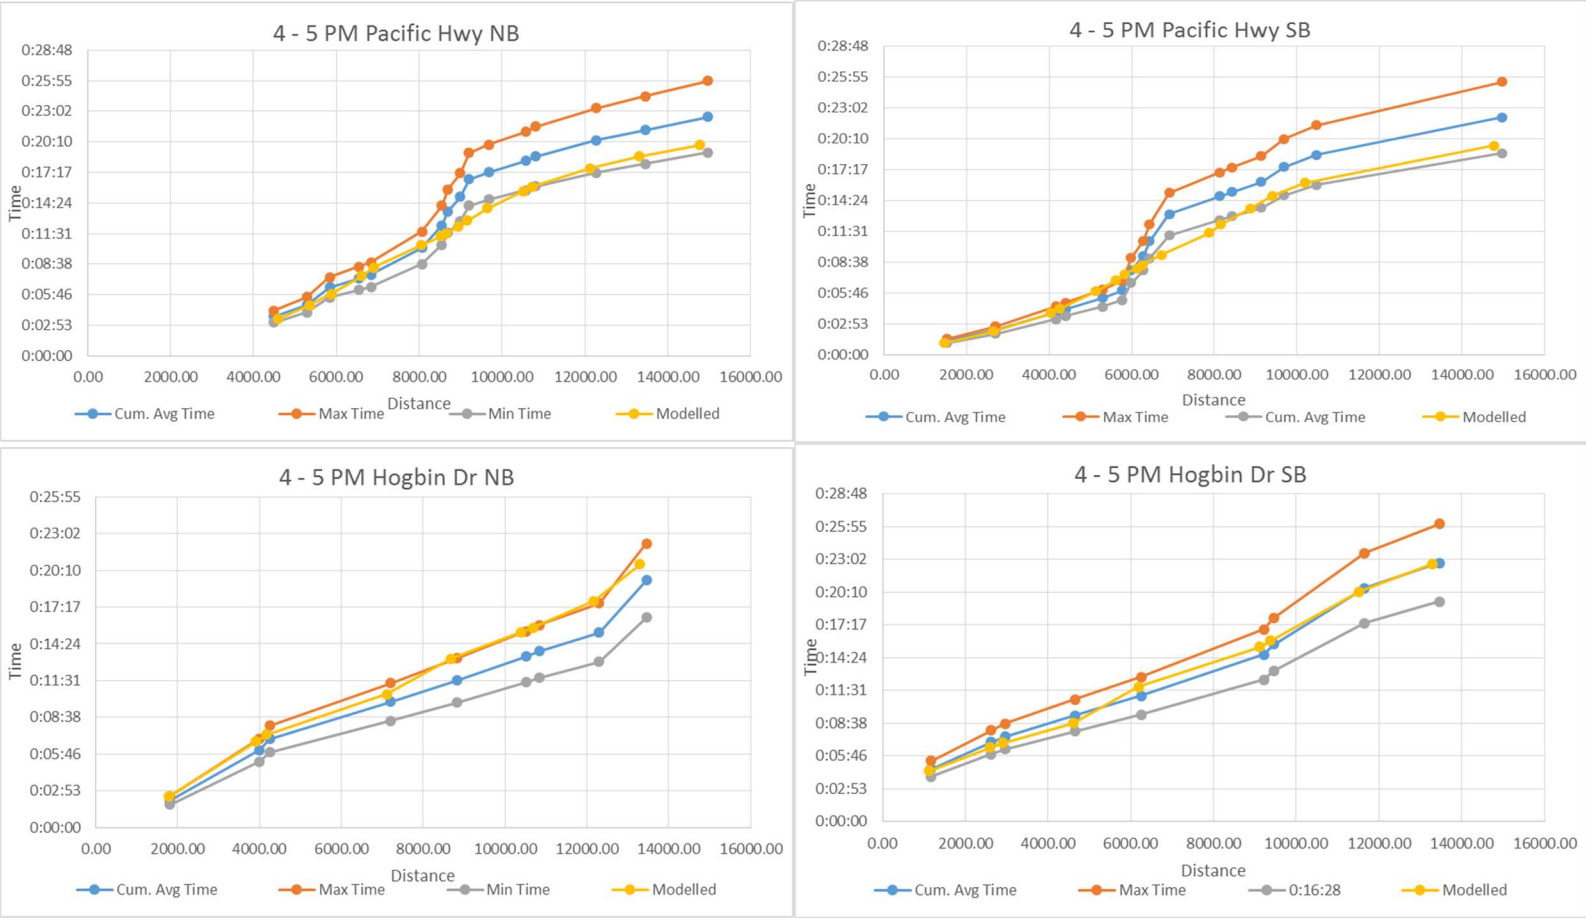 4 - 5 PM Pacific Hwy NB
0:28:48
0:25:55
0:23:02
0:20:10
0:17:17
0:14:24
0:11:31
0:08:38
0:05:46
0:02:53
0:00:00
Time
0.00 2000.00 4000.00 6000.00 8000.00 10000.00 12000.00 14000.00 16000.00
Distance
Cum. Avg Time Max Time Min Time Modelled
4 - 5 PM Pacific Hwy SB
0:28:48
0:25:55
0:23:02
0:20:10
0:17:17
0:14:24
0:11:31
0:08:38
0:05:46
0:02:53
0:00:00
Time
0.00 2000.00 4000.00 6000.00 8000.00 10000.00 12000.00 14000.00 16000.00
Distance
Cum. Avg Time Max Time Cum. Avg Time Modelled
4 - 5 PM Hogbin Dr NB
0:25:55
0:23:02
0:20:10
0:17:17
0:14:24
0:11:31
0:08:38
0:05:46
0:02:53
0:00:00
Time
0.00 2000.00 4000.00 6000.00 8000.00 10000.00 12000.00 14000.00 16000.00
Distance
Cum. Avg Time Max Time Min Time Modelled
4 - 5 PM Hogbin Dr SB
0:28:48
0:25:55
0:23:02
0:20:10
0:17:17
0:14:24
0:11:31
0:08:38
0:05:46
0:02:53
0:00:00
Time
0.00 2000.00 4000.00 6000.00 8000.00 10000.00 12000.00 14000.00 16000.00
Distance
Cum. Avg Time Max Time 0:16:28 Modelled